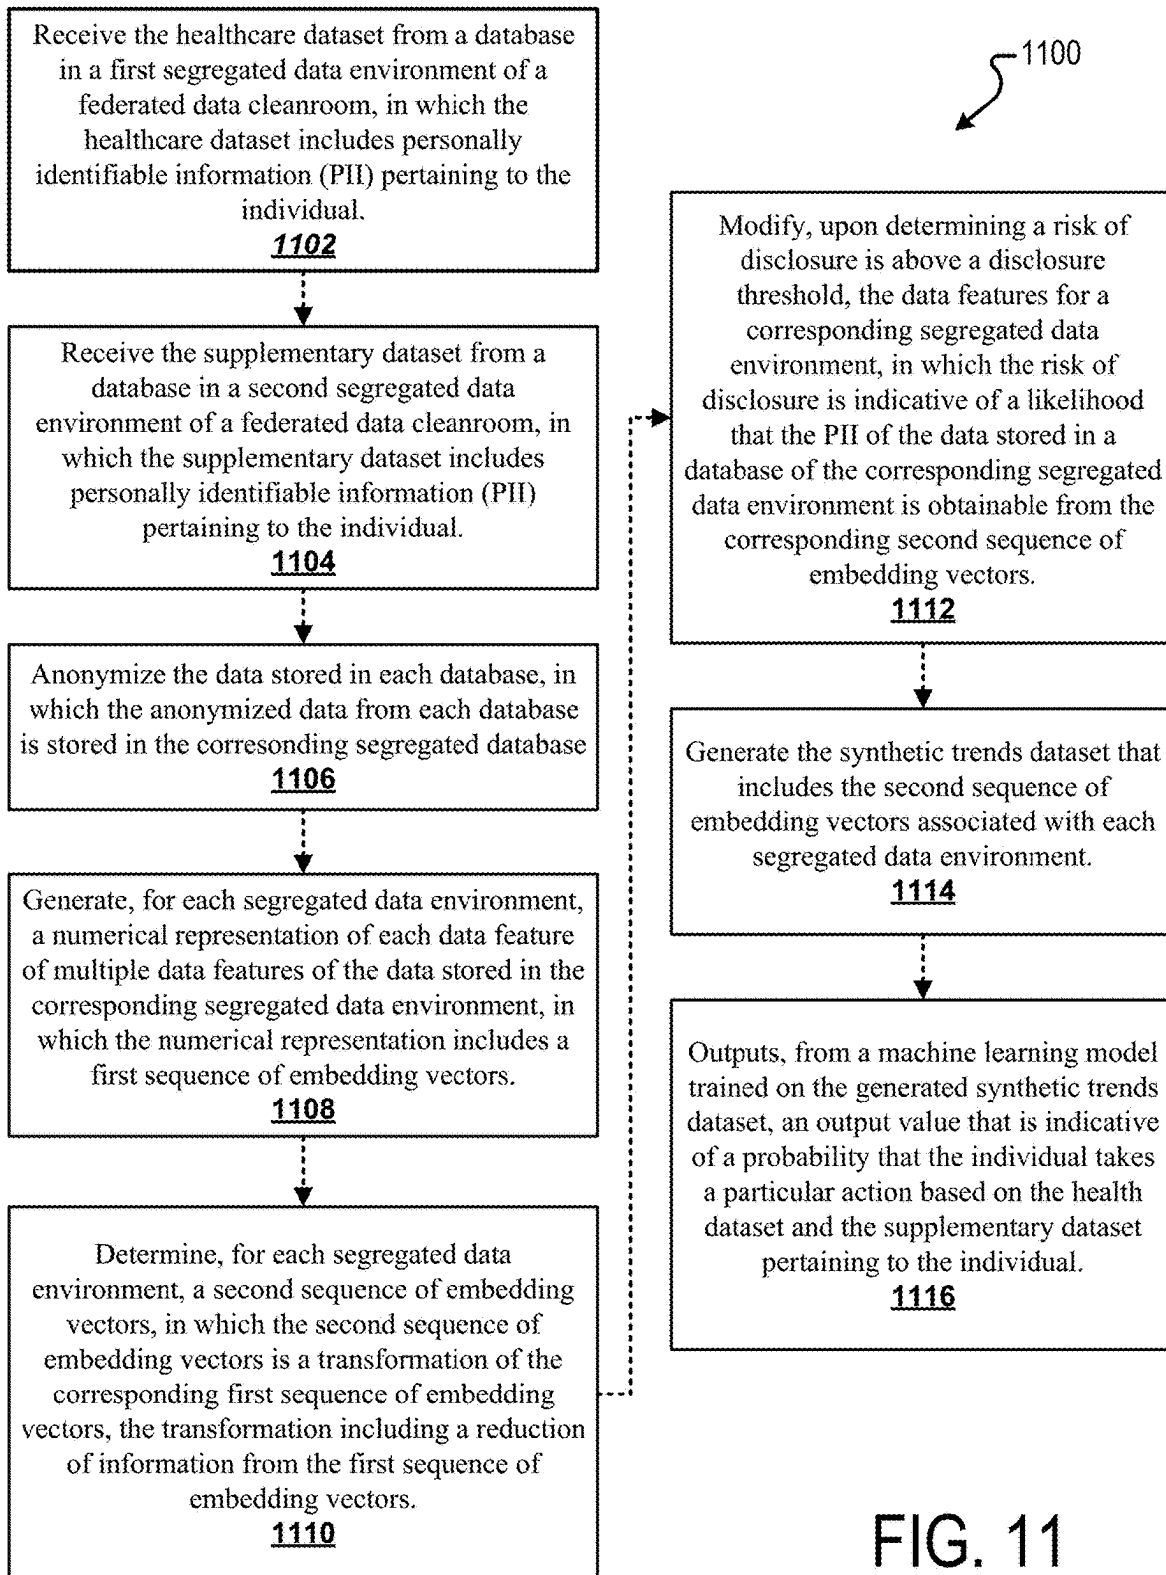 Receive the healthcare dataset from a database
in a first segregated data environment of a
federated data cleanroom, in which the
healthcare dataset includes personally
identifiable information (PII) pertaining to the
individual.
1102
Receive the supplementary dataset from a
database in a second segregated data
environment of a federated data cleanroom, in
which the supplementary dataset includes
personally identifiable information (PII)
pertaining to the individual.
1104
Anonymize the data stored in each database, in
which the anonymized data from each database
is stored in the corresonding segregated database
1106
Generate, for each segregated data environment,
a numerical representation of each data feature
of multiple data features of the data stored in the
corresponding segregated data environment, in
which the numerical representation includes a
first sequence of embedding vectors.
1108
Determine, for each segregated data
environment, a second sequence of embedding
vectors, in which the second sequence of
embedding vectors is a transformation of the
corresponding first sequence of embedding
vectors, the transformation including a reduction
of information from the first sequence of
embedding vectors.
1110
1100
Modify, upon determining a risk of
disclosure is above a disclosure
threshold, the data features for a
corresponding segregated data
environment, in which the risk of
disclosure is indicative of a likelihood
that the PII of the data stored in a
database of the corresponding segregated
data environment is obtainable from the
corresponding second sequence of
embedding vectors.
1112
Generate the synthetic trends dataset that
includes the second sequence of
embedding vectors associated with each
segregated data environment.
1114
Outputs, from a machine learning model
trained on the generated synthetic trends
dataset, an output value that is indicative
of a probability that the individual takes
a particular action based on the health
dataset and the supplementary dataset
pertaining to the individual.
1116
FIG. 11